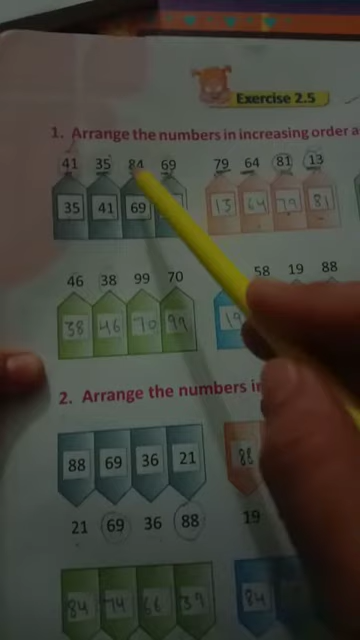 Exercise 2.5
1. Arrange the numbers in increasing order a
41 35 84 69 79 64 81 13
35 41 69 13 64 79 81
46 38 99 70 58 19 88
38 46 70 99 19
2. Arrange the numbers in
88 69 36 21 88
21 69 36 88 19
84 74 66 39 84